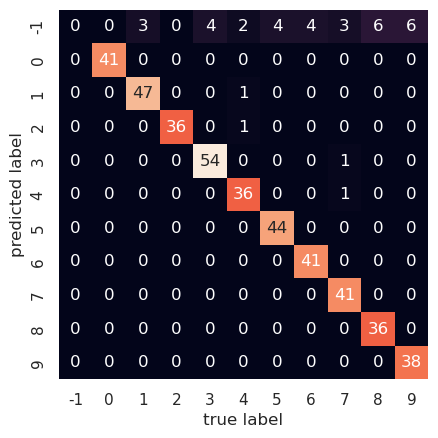 -1 0 0 3 0 4 2 4 4 3 6 6
0 0 41 0 0 0 0 0 0 0 0 0
1 0 0 47 0 0 1 0 0 0 0 0
2 0 0 0 36 0 1 0 0 0 0 0
3 0 0 0 0 54 0 0 0 1 0 0
4 0 0 0 0 0 36 0 0 1 0 0
5 0 0 0 0 0 0 44 0 0 0 0
6 0 0 0 0 0 0 0 41 0 0 0
7 0 0 0 0 0 0 0 0 41 0 0
8 0 0 0 0 0 0 0 0 0 36 0
9 0 0 0 0 0 0 0 0 0 0 38
-1 0 1 2 3 4 5 6 7 8 9
predicted label
true label